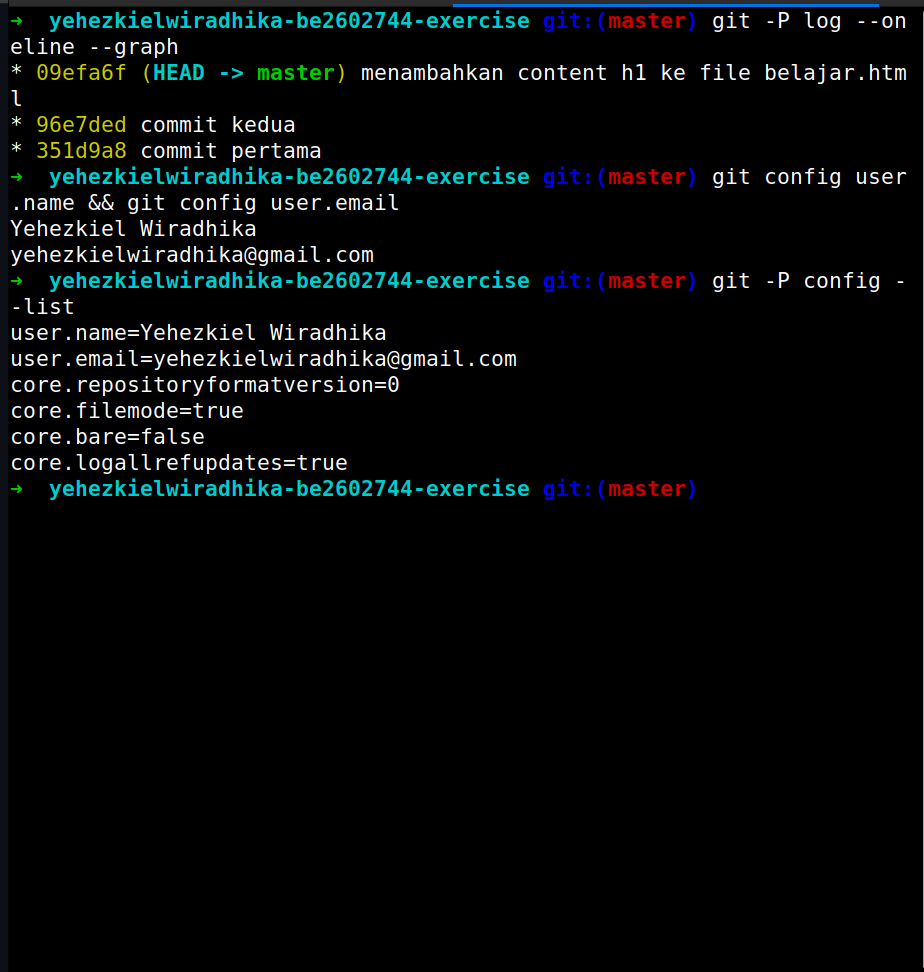 ➜  yehezkielwiradhika-be2602744-exercise git:(master) git -P log --on
eline --graph
* 09efa6f (HEAD -> master) menambahkan content h1 ke file belajar.htm
l
* 96e7ded commit kedua
* 351d9a8 commit pertama
➜  yehezkielwiradhika-be2602744-exercise git:(master) git config user
.name && git config user.email
Yehezkiel Wiradhika
yehezkielwiradhika@gmail.com
➜  yehezkielwiradhika-be2602744-exercise git:(master) git -P config -
-list
user.name=Yehezkiel Wiradhika
user.email=yehezkielwiradhika@gmail.com
core.repositoryformatversion=0
core.filemode=true
core.bare=false
core.logallrefupdates=true
➜  yehezkielwiradhika-be2602744-exercise git:(master)